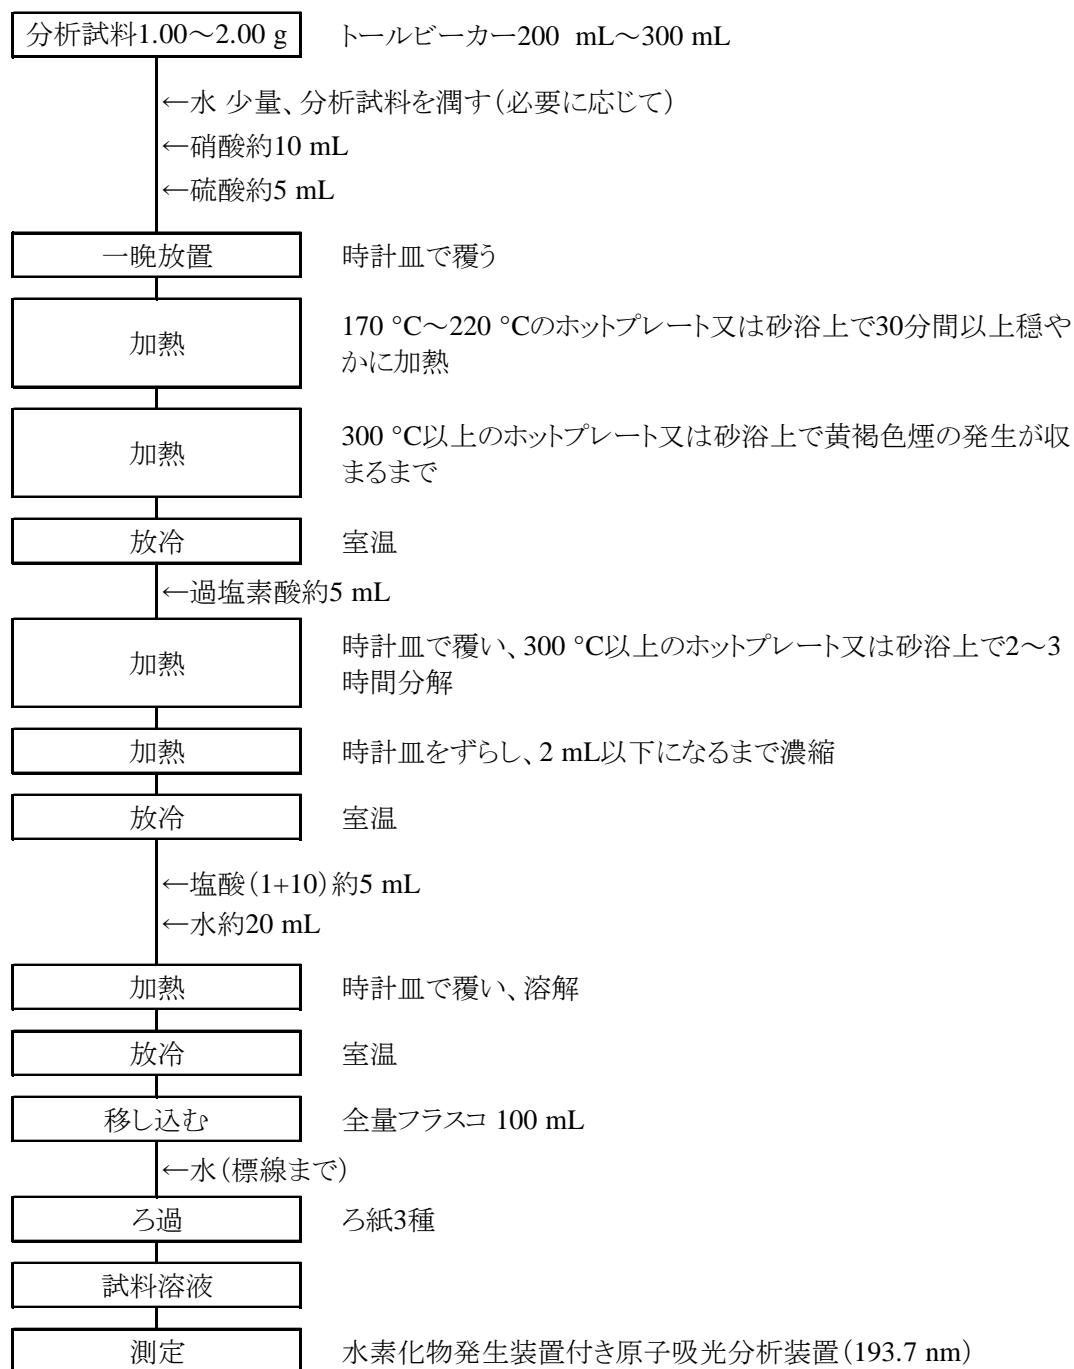 分析試料1.00～2.00 g トールビーカー200 mL～300 mL
←水 少量、分析試料を潤す（必要に応じて）
←硝酸約10 mL
←硫酸約5 mL
一晩放置 時計皿で覆う
加熱 170 °C～220 °Cのホットプレート又は砂浴上で30分間以上穏や
かに加熱
加熱 300 °C以上のホットプレート又は砂浴上で黄褐色煙の発生が収
まるまで
放冷 室温
←過塩素酸約5 mL
加熱 時計皿で覆い、300 °C以上のホットプレート又は砂浴上で2～3
時間分解
加熱 時計皿をずらし、2 mL以下になるまで濃縮
放冷 室温
←塩酸（1+10）約5 mL
←水約20 mL
加熱 時計皿で覆い、溶解
放冷 室温
移し込む 全量フラスコ 100 mL
←水（標線まで）
ろ過 ろ紙3種
試料溶液
測定 水素化物発生装置付き原子吸光分析装置（193.7 nm）